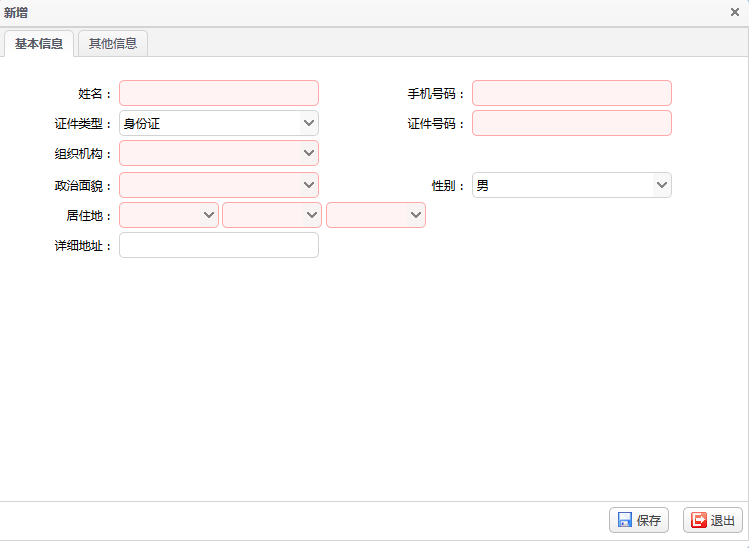 新增
基本信息 其他信息
姓名： 手机号码：
证件类型： 身份证 证件号码：
组织机构：
政治面貌： 性别： 男
居住地：
详细地址：
保存 退出